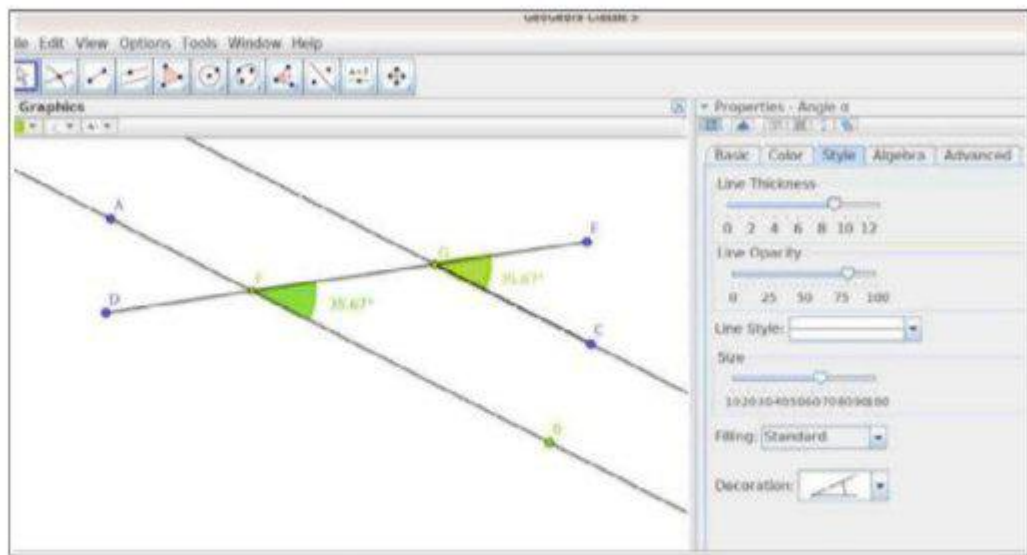 GeoGebra Classic 5
ile Edit View Options Tools Window Help
Graphics
Properties - Angle α
Basic Color Style Algebra Advanced
Line Thickness
0 2 4 6 8 10 12
Line Opacity
0 25 50 75 100
Line Style:
Size
102030405060708090100
Filling: Standard
Decoration:
A
E
G
35.67°
F
35.67°
D
C
B